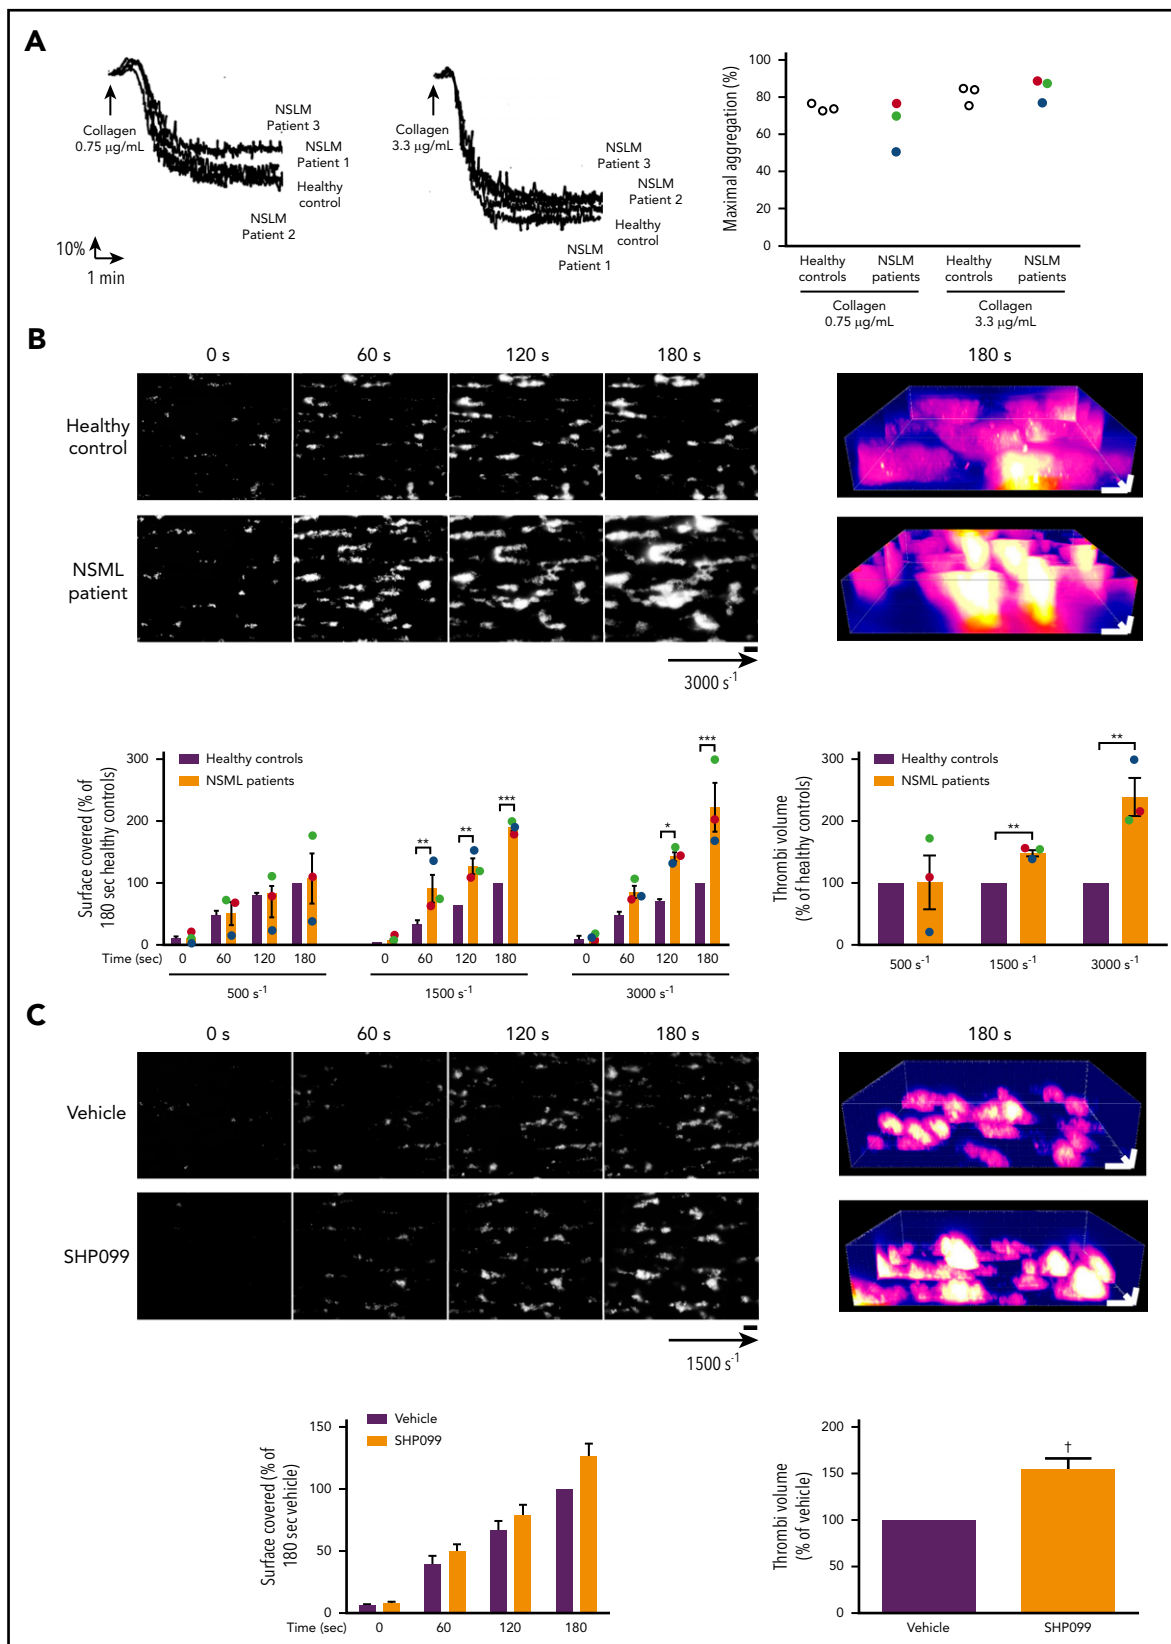 A
Collagen
0.75 μg/mL
NSLM
Patient 3
NSLM
Patient 1
Healthy
control
NSLM
Patient 2
10%
1 min
Collagen
3.3 μg/mL
NSLM
Patient 3
NSLM
Patient 2
Healthy
control
NSLM
Patient 1
Maximal aggregation (%)
100
80
60
40
20
0
Healthy
controls
NSLM
patients
Healthy
controls
NSLM
patients
Collagen
0.75 μg/mL
Collagen
3.3 μg/mL
B
0 s
60 s
120 s
180 s
180 s
Healthy
control
NSML
patient
3000 s-1
Surface covered (% of
180 sec healthy controls)
300
200
100
0
Healthy controls
NSML patients
**
**
***
*
***
Time (sec)
0
60
120
180
0
60
120
180
0
60
120
180
500 s-1
1500 s-1
3000 s-1
Thrombi volume
(% of healthy controls)
300
200
100
0
Healthy controls
NSML patients
**
**
500 s-1
1500 s-1
3000 s-1
C
0 s
60 s
120 s
180 s
180 s
Vehicle
SHP099
1500 s-1
Surface covered (% of
180 sec vehicle)
150
100
50
0
Vehicle
SHP099
Time (sec)
0
60
120
180
Thrombi volume
(% of vehicle)
200
150
100
50
0
†
Vehicle
SHP099